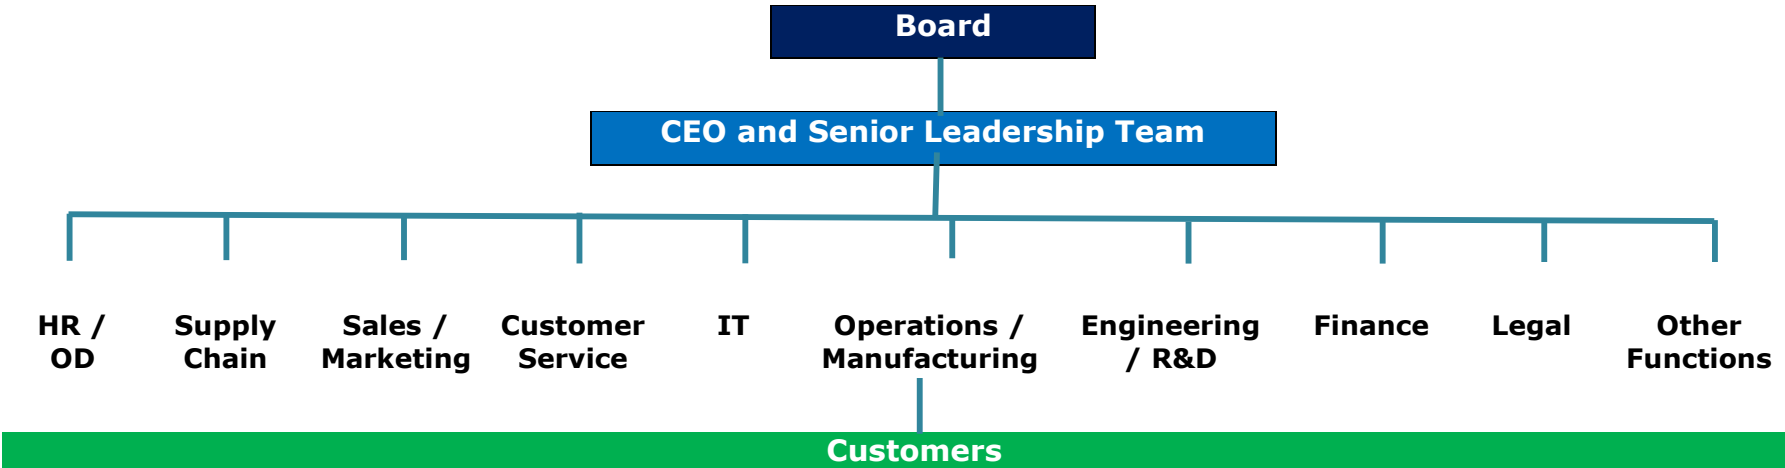 Board
CEO and Senior Leadership Team
HR /
OD
Supply
Chain
Sales /
Marketing
Customer
Service
IT
Operations /
Manufacturing
Engineering
/ R&D
Finance
Legal
Other
Functions
Customers